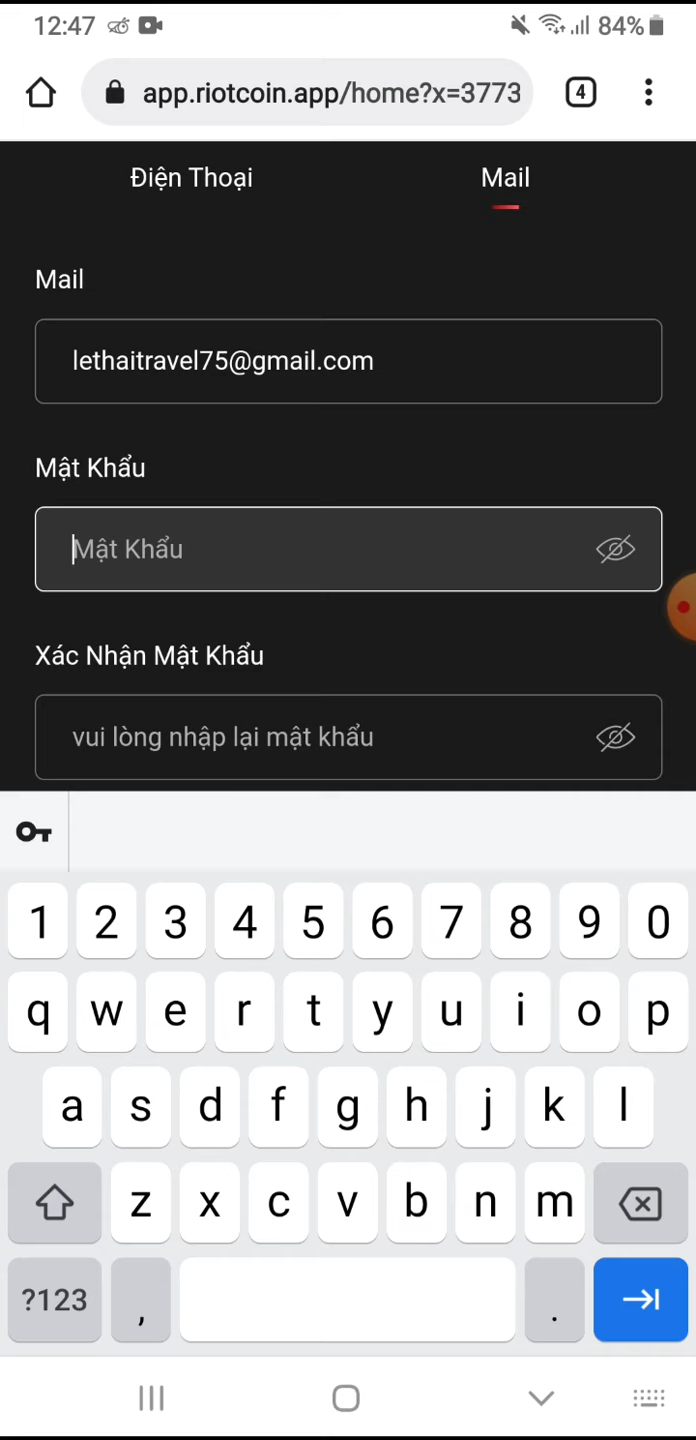 12:47 84%
app.riotcoin.app/home?x=3773 4
Điện Thoại Mail
Mail
lethaitravel75@gmail.com
Mật Khẩu
Mật Khẩu
Xác Nhận Mật Khẩu
vui lòng nhập lại mật khẩu
1 2 3 4 5 6 7 8 9 0
q w e r t y u i o p
a s d f g h j k l
z x c v b n m
?123 , .